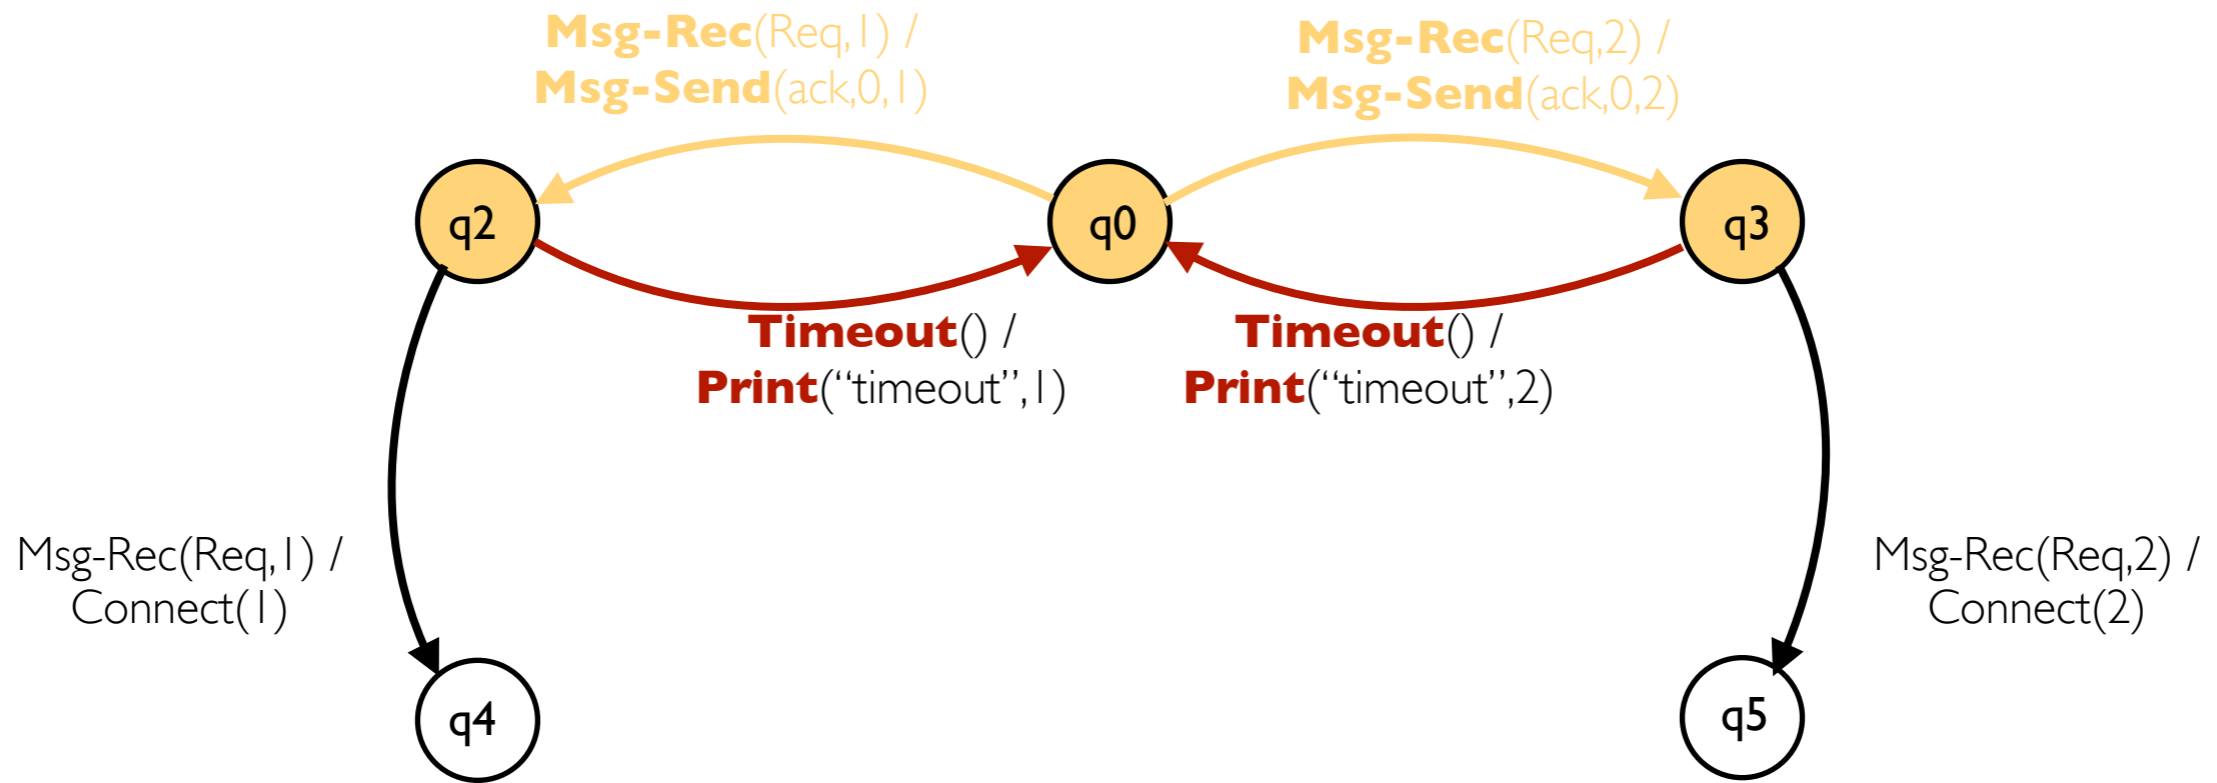 Msg-Rec(Req,1) /
Msg-Send(ack,0,1)
Msg-Rec(Req,2) /
Msg-Send(ack,0,2)
q2
q0
q3
Timeout() /
Print(“timeout”,1)
Timeout() /
Print(“timeout”,2)
Msg-Rec(Req,1) /
Connect(1)
Msg-Rec(Req,2) /
Connect(2)
q4
q5